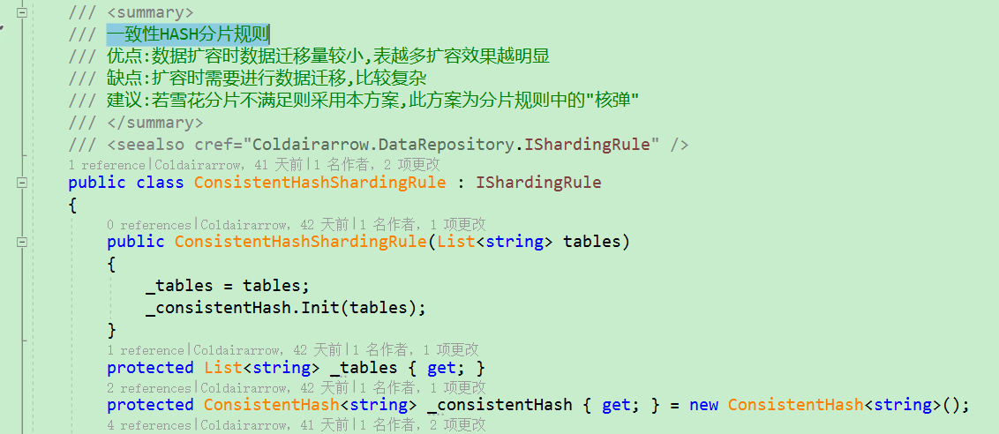 /// <summary>
/// 一致性HASH分片规则
/// 优点:数据扩容时数据迁移量较小,表越多扩容效果越明显
/// 缺点:扩容时需要进行数据迁移,比较复杂
/// 建议:若雪花分片不满足则采用本方案,此方案为分片规则中的"核弹"
/// </summary>
/// <seealso cref="Coldairarrow.DataRepository.IShardingRule" />
1 reference|Coldairarrow, 41 天前|1 名作者, 2 项更改
public class ConsistentHashShardingRule : IShardingRule
{
0 references|Coldairarrow, 42 天前|1 名作者, 1 项更改
public ConsistentHashShardingRule(List<string> tables)
{
_tables = tables;
_consistentHash.Init(tables);
}
1 reference|Coldairarrow, 42 天前|1 名作者, 1 项更改
protected List<string> _tables { get; }
2 references|Coldairarrow, 42 天前|1 名作者, 1 项更改
protected ConsistentHash<string> _consistentHash { get; } = new ConsistentHash<string>();
4 references|Coldairarrow, 41 天前|1 名作者, 2 项更改